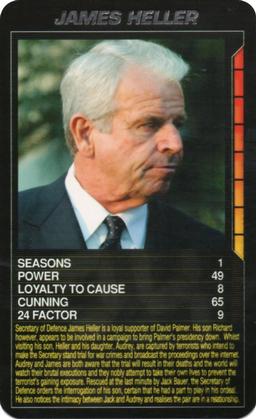 JAMES HELLER
SEASONS 1
POWER 49
LOYALTY TO CAUSE 8
CUNNING 65
24 FACTOR 9
Secretary of Defence James Heller is a loyal supporter of David Palmer. His son Richard
however, appears to be involved in a campaign to bring Palmer's presidency down. Whilst
visiting his son, Heller and his daughter, Audrey, are captured by terrorists who intend to
make the Secretary stand trial for war crimes and broadcast the proceedings over the internet.
Audrey and James are both aware that the trial will result in their deaths and the world will
watch their brutal executions and they nobly attempt to take their own lives to prevent the
terrorist's gaming exposure. Rescued at the last minute by Jack Bauer, the Secretary of
Defence orders the interrogation of his son, certain that he had a part to play in his ordeal.
He also notices the intimacy between Jack and Audrey and advises caution in their relationship.